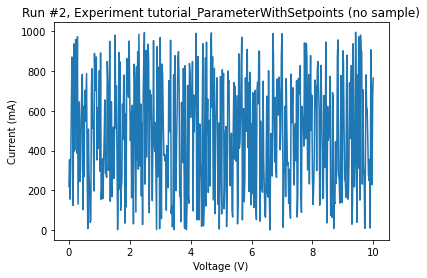 Run #2, Experiment tutorial_ParameterWithSetpoints (no sample)
1000
800
600
400
200
0
Current (mA)
0 2 4 6 8 10
Voltage (V)